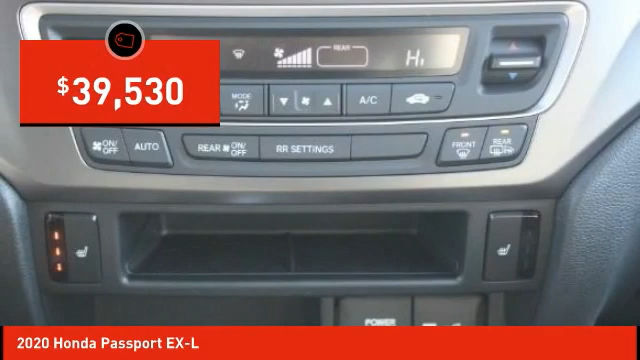 REAR
Hi
$39,530
MODE
A/C
ON/OFF
AUTO
REAR ON/OFF
RR SETTINGS
FRONT
REAR
POWER
2020 Honda Passport EX-L